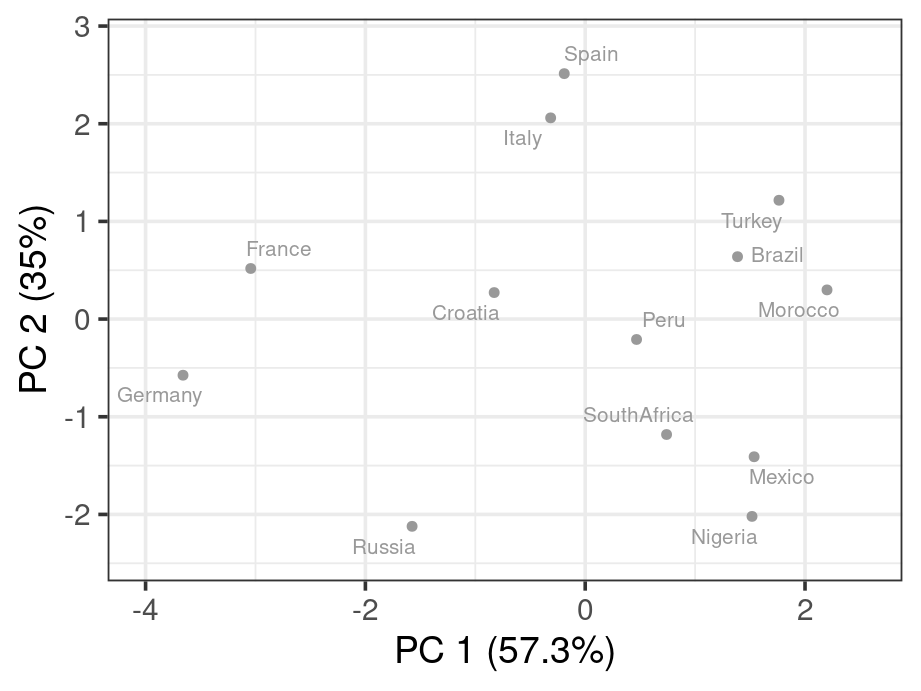 3
Spain
2
Italy
Turkey
1
France
Brazil
Morocco
0
Croatia
Peru
Germany
-1
SouthAfrica
Mexico
-2
Nigeria
Russia
-4
-2
0
2
PC 1 (57.3%)
PC 2 (35%)